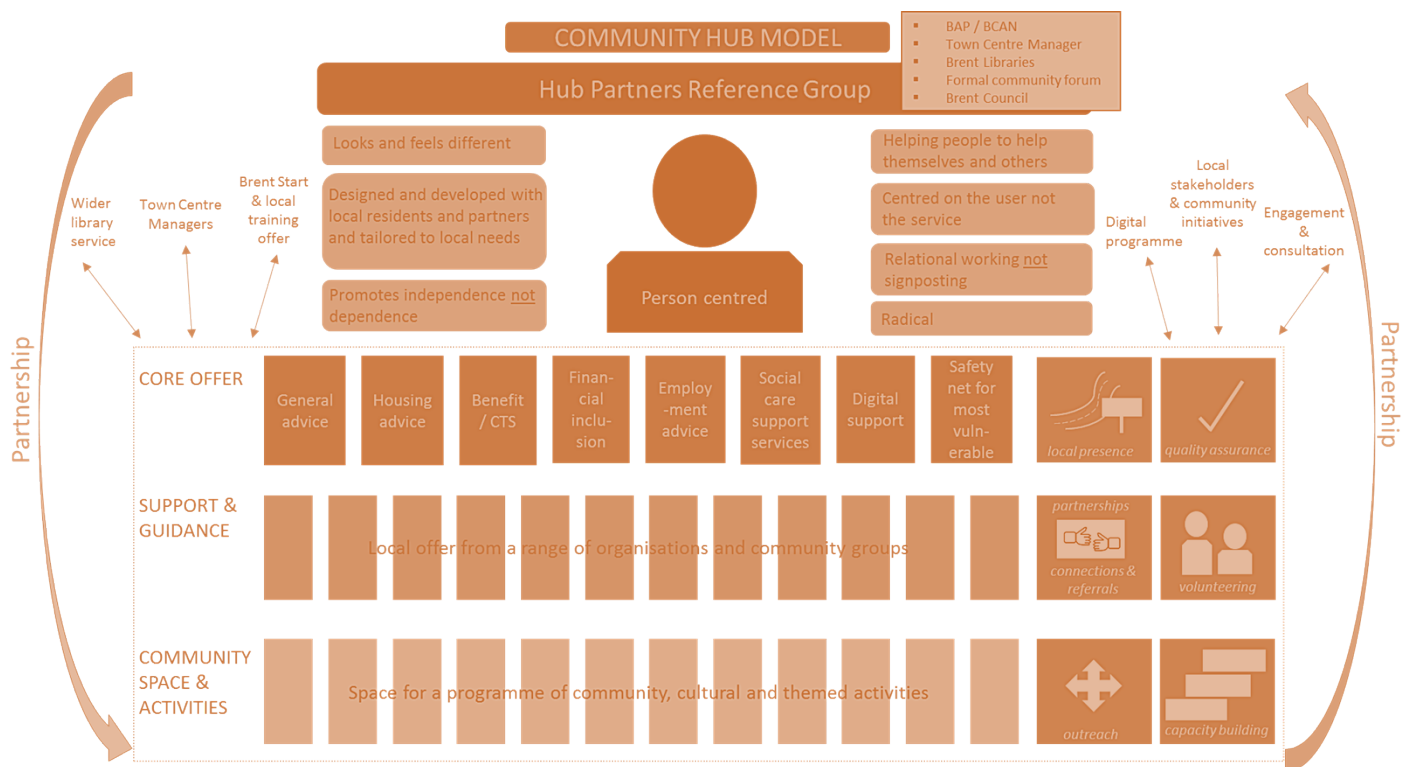 COMMUNITY HUB MODEL
▪ BAP / BCAN
▪ Town Centre Manager
▪ Brent Libraries
▪ Formal community forum
▪ Brent Council
Hub Partners Reference Group
Looks and feels different
Designed and developed with
local residents and partners
and tailored to local needs
Promotes independence not
dependence
Person centred
Helping people to help
themselves and others
Centred on the user not
the service
Relational working not
signposting
Radical
Wider
library
service
Town Centre
Managers
Brent Start
& local
training
offer
Digital
programme
Local
stakeholders
& community
initiatives
Engagement
&
consultation
Partnership
Partnership
CORE OFFER
General
advice
Housing
advice
Benefit
/ CTS
Finan-
cial
inclu-
sion
Employ
-ment
advice
Social
care
support
services
Digital
support
Safety
net for
most
vuln-
erable
local presence
quality assurance
SUPPORT &
GUIDANCE
Local offer from a range of organisations and community groups
partnerships
connections &
referrals
volunteering
COMMUNITY
SPACE &
ACTIVITIES
Space for a programme of community, cultural and themed activities
outreach
capacity building